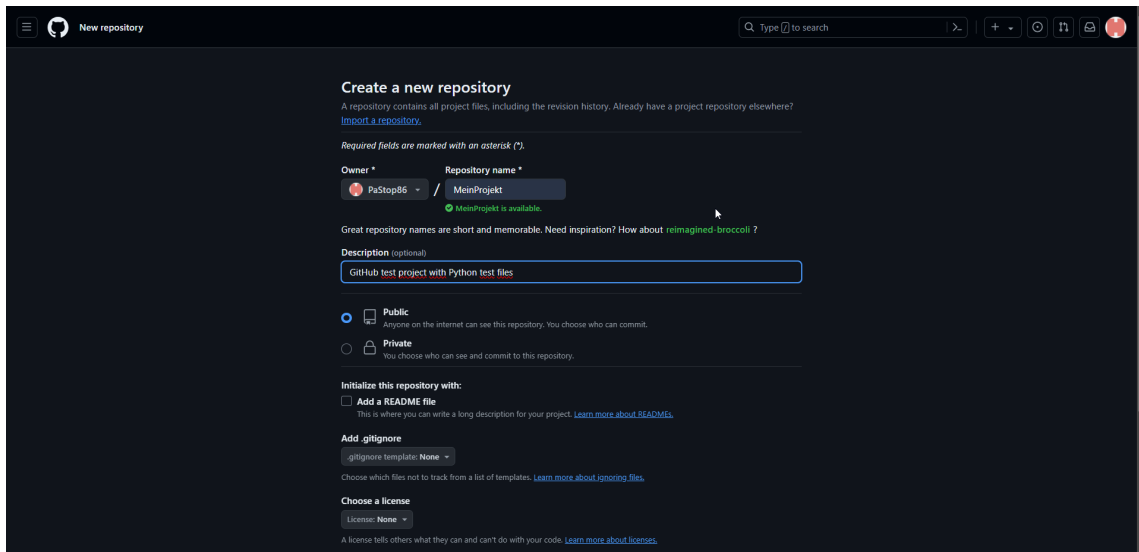 New repository
Type / to search
Create a new repository
A repository contains all project files, including the revision history. Already have a project repository elsewhere?
Import a repository.
Required fields are marked with an asterisk (*).
Owner * Repository name *
PaStop86 / MeinProjekt
MeinProjekt is available.
Great repository names are short and memorable. Need inspiration? How about reimagined-broccoli ?
Description (optional)
GitHub test project with Python test files
Public
Anyone on the internet can see this repository. You choose who can commit.
Private
You choose who can see and commit to this repository.
Initialize this repository with:
Add a README file
This is where you can write a long description for your project. Learn more about READMEs.
Add .gitignore
.gitignore template: None
Choose which files not to track from a list of templates. Learn more about ignoring files.
Choose a license
License: None
A license tells others what they can and can't do with your code. Learn more about licenses.